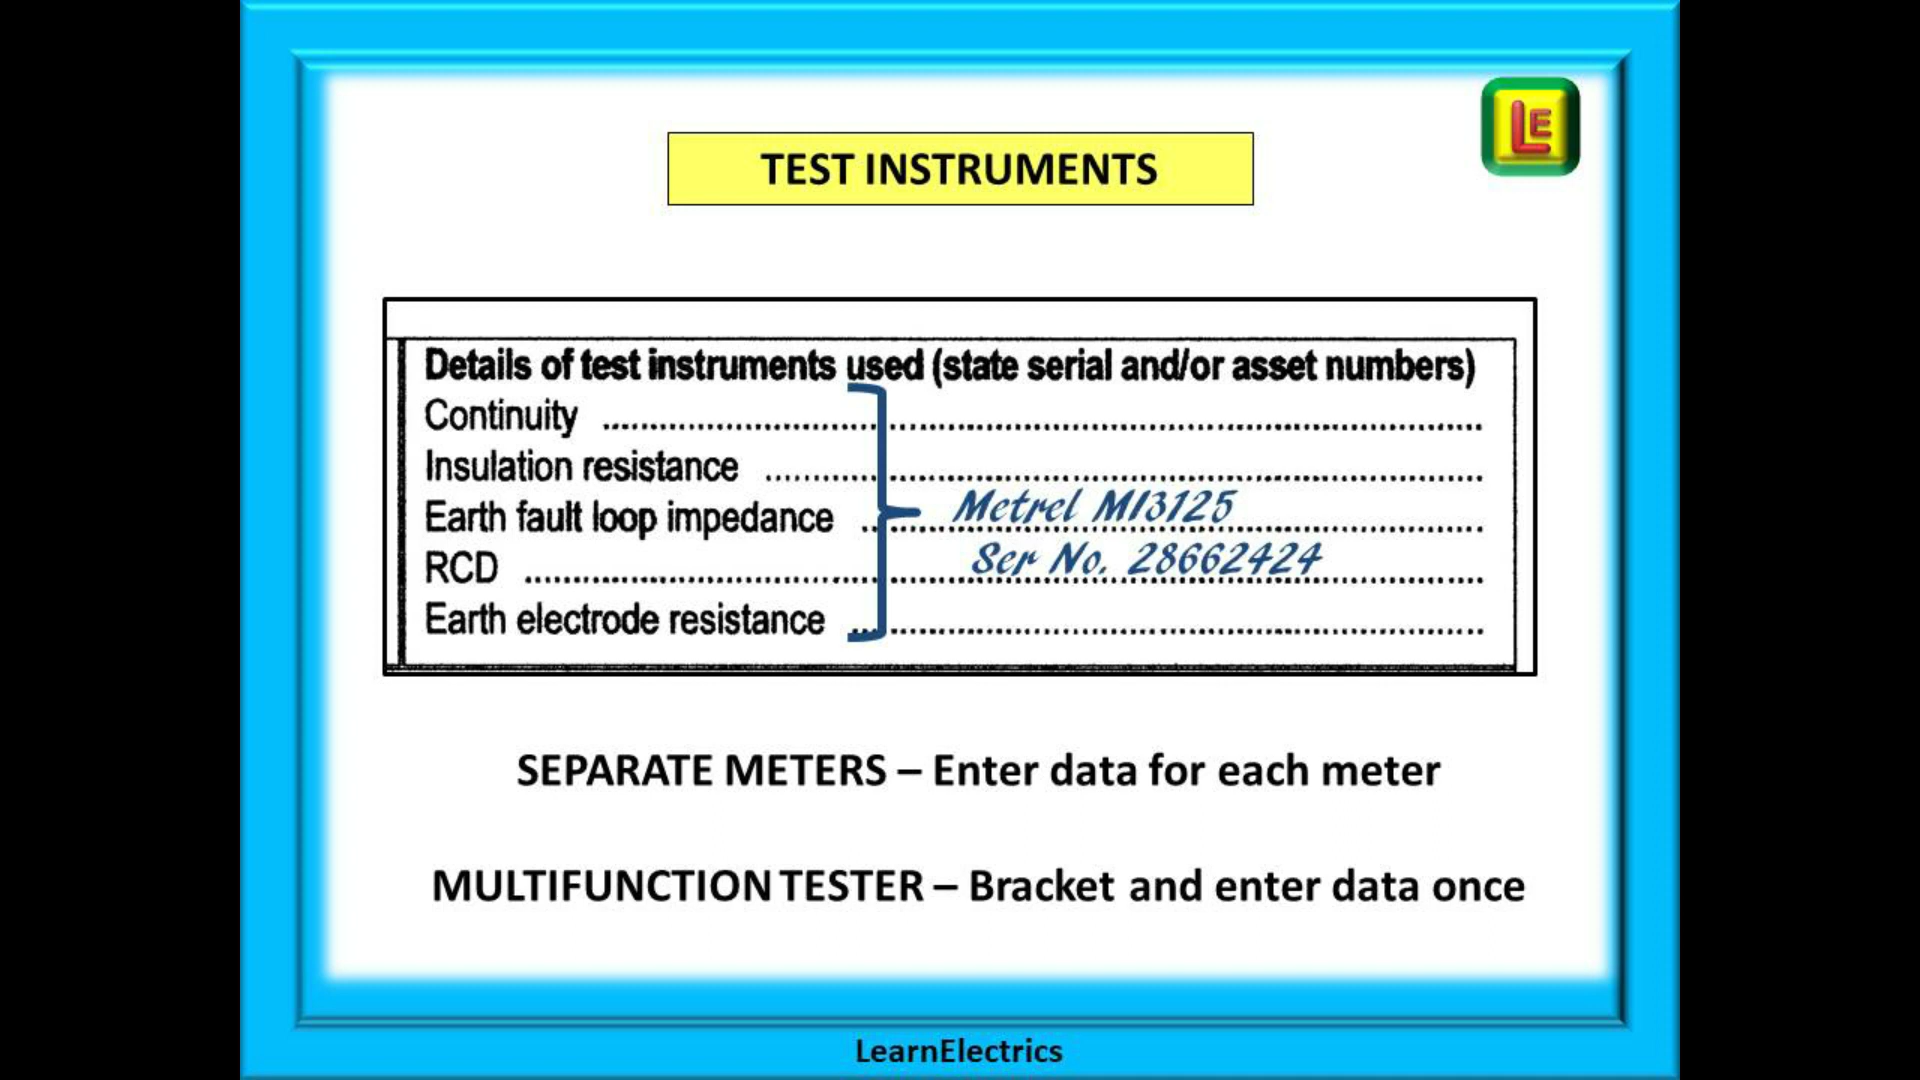 LE
TEST INSTRUMENTS
Details of test instruments used (state serial and/or asset numbers)
Continuity
Insulation resistance
Earth fault loop impedance Metrel MI3125
RCD Ser No. 28662424
Earth electrode resistance
SEPARATE METERS – Enter data for each meter
MULTIFUNCTION TESTER – Bracket and enter data once
LearnElectrics